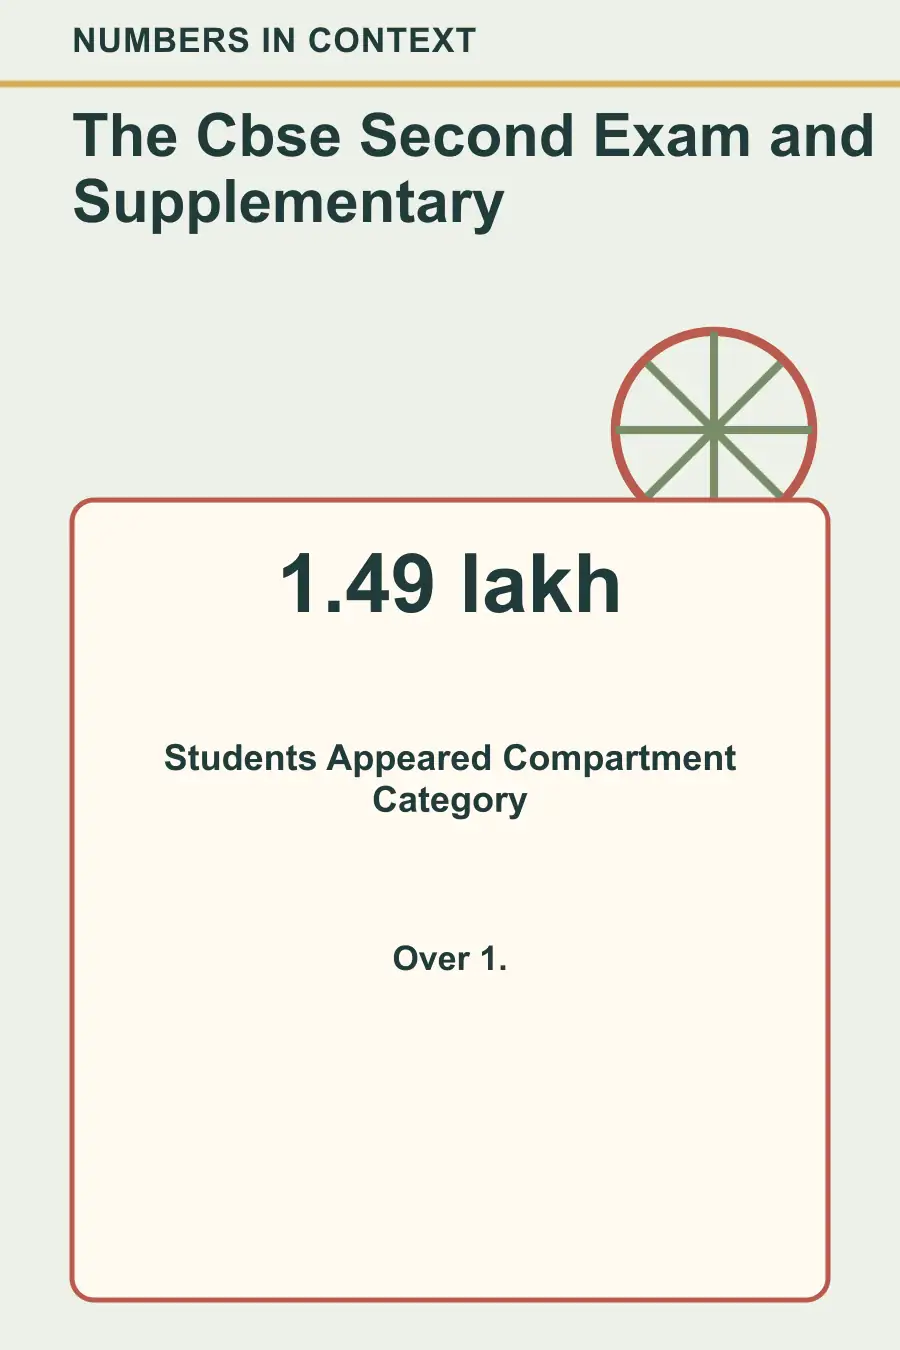 NUMBERS IN CONTEXT
The Cbse Second Exam and
Supplementary
1.49 lakh
Students Appeared Compartment
Category
Over 1.